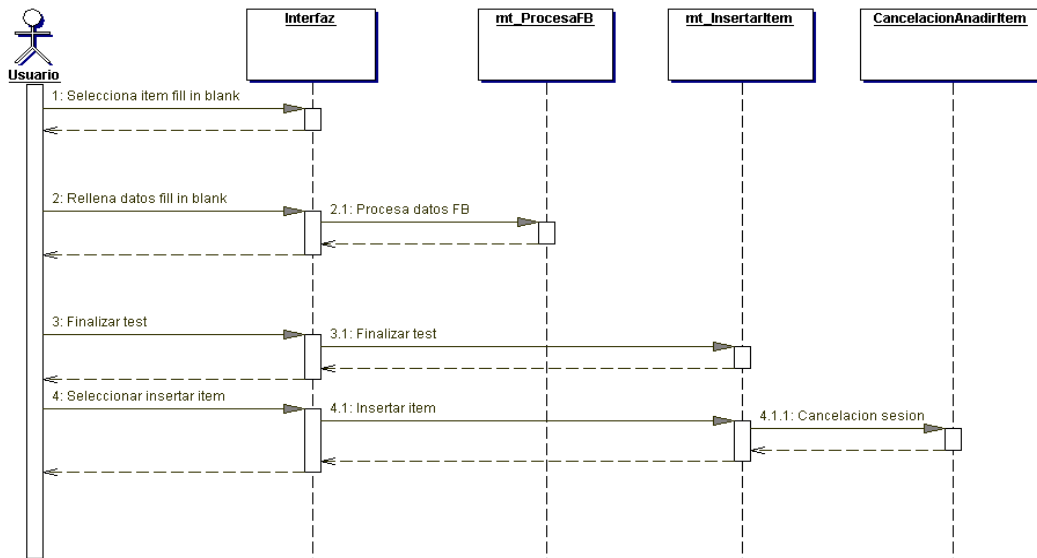 Interfaz
mt_ProcesaFB
mt_InsertarItem
CancelacionAnadirItem
Usuario
1: Selecciona item fill in blank
2: Rellena datos fill in blank
2.1: Procesa datos FB
3: Finalizar test
3.1: Finalizar test
4: Seleccionar insertar item
4.1: Insertar item
4.1.1: Cancelacion sesion